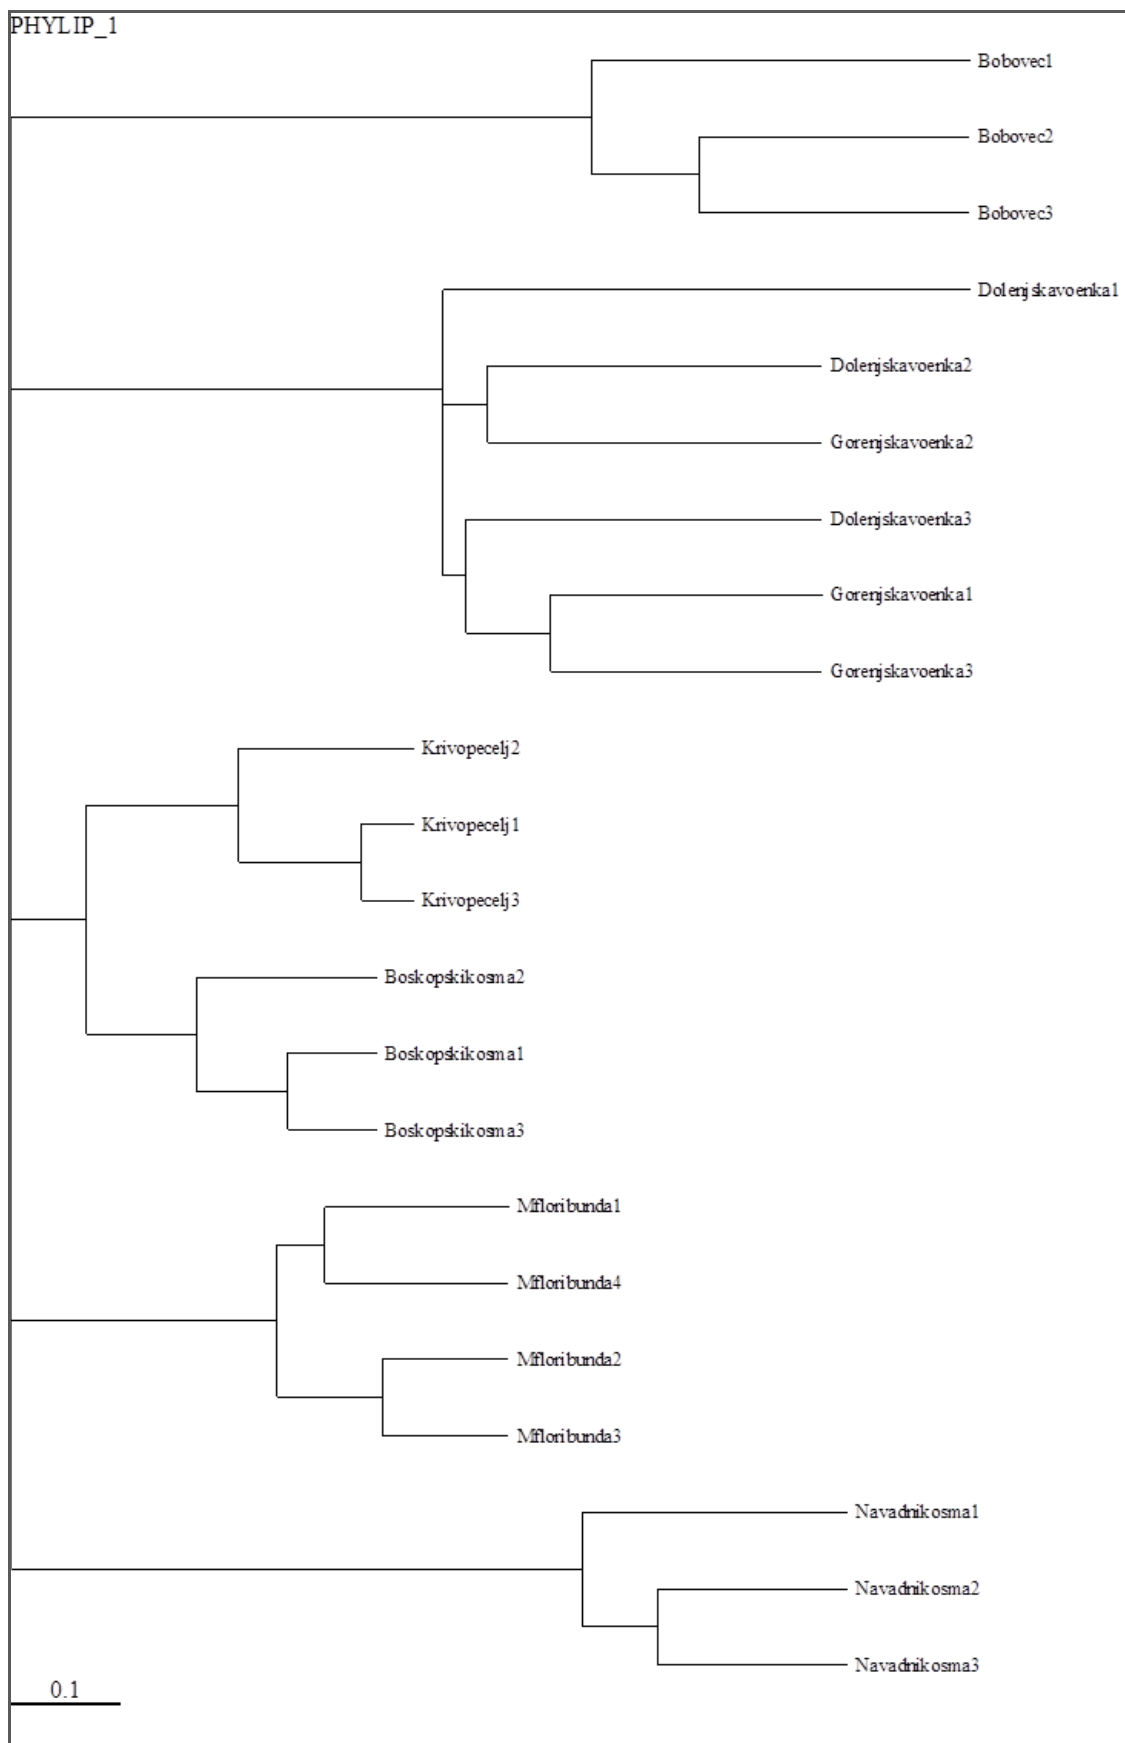 PHYLIP_1
Bobovec1
Bobovec2
Bobovec3
Dolenjskavoenka1
Dolenjskavoenka2
Gorenjskavoenka2
Dolenjskavoenka3
Gorenjskavoenka1
Gorenjskavoenka3
Krivopecelj2
Krivopecelj1
Krivopecelj3
Boskopskikosma2
Boskopskikosma1
Boskopskikosma3
Mfloribunda1
Mfloribunda4
Mfloribunda2
Mfloribunda3
Navadnikosma1
Navadnikosma2
Navadnikosma3
0.1